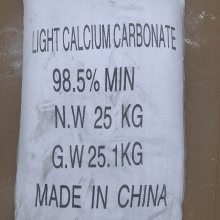 LIGHT CALCIUM CARBONATE
98.5% MIN
N.W 25 KG
G.W 25.1KG
MADE IN CHINA